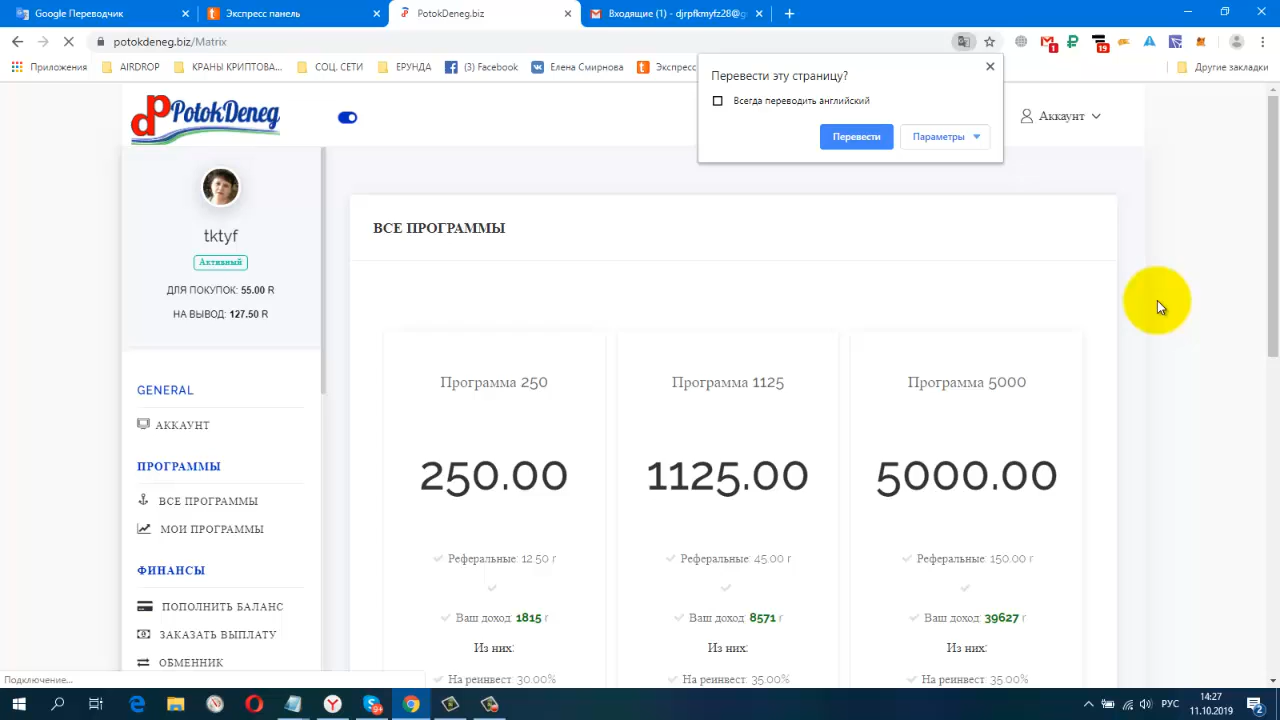 Google Переводчик
Экспресс панель
PotokDeneg.biz
Входящие (1) - djrpfkmyfz28@g
potokdeneg.biz/Matrix
1
19
Приложения
AIRDROP
КРАНЫ КРИПТОВА...
СОЦ. СЕТИ
ЕРУНДА
(3) Facebook
Елена Смирнова
Экспресс
Другие закладки
Перевести эту страницу?
Всегда переводить английский
Перевести
Параметры
PotokDeneg
Аккаунт
tktyf
Активный
ДЛЯ ПОКУПОК: 55.00 R
НА ВЫВОД: 127.50 R
GENERAL
АККАУНТ
ПРОГРАММЫ
ВСЕ ПРОГРАММЫ
МОИ ПРОГРАММЫ
ФИНАНСЫ
ПОПОЛНИТЬ БАЛАНС
ЗАКАЗАТЬ ВЫПЛАТУ
ОБМЕННИК
ВСЕ ПРОГРАММЫ
Программа 250
250.00
Реферальные: 12.50 r
Ваш доход: 1815 r
Из них:
На реинвест: 30.00%
Программа 1125
1125.00
Реферальные: 45.00 r
Ваш доход: 8571 r
Из них:
На реинвест: 35.00%
Программа 5000
5000.00
Реферальные: 150.00 r
Ваш доход: 39627 r
Из них:
На реинвест: 35.00%
Подключение...
РУС
14:27
11.10.2019
2